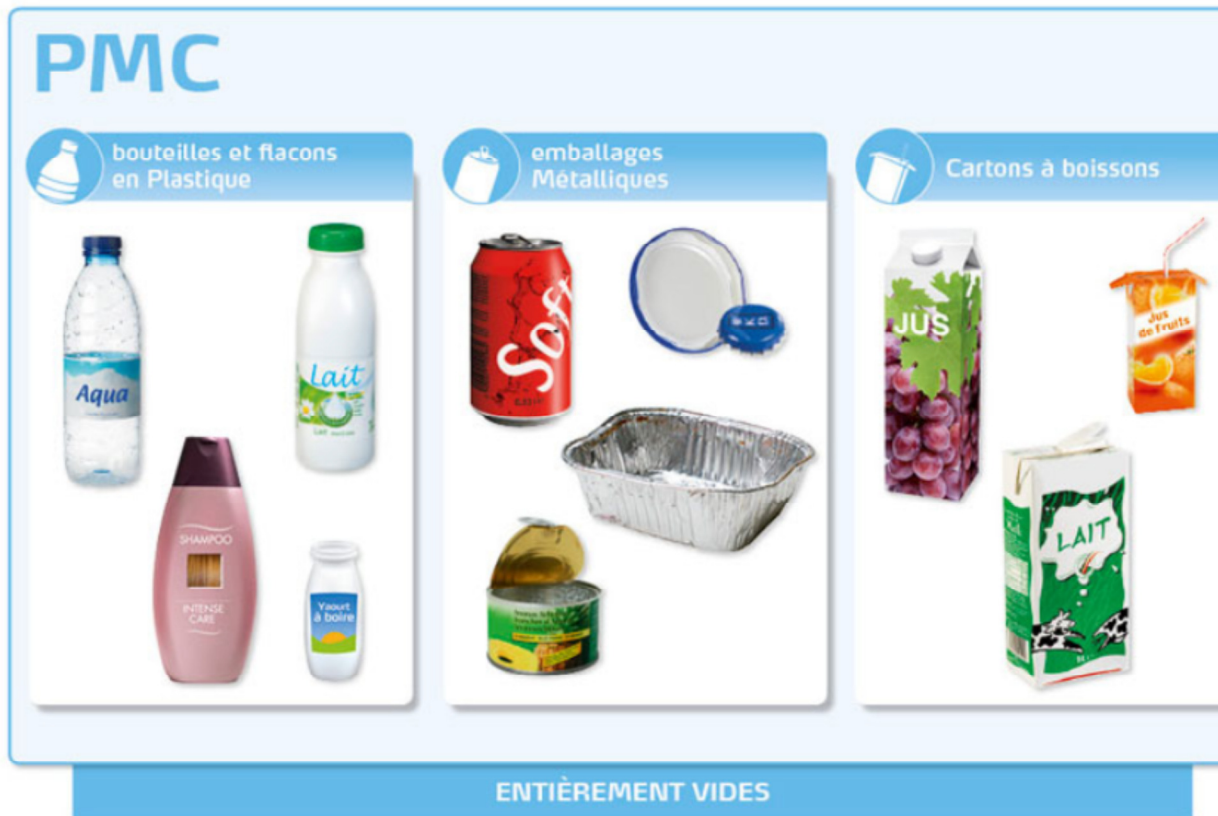 PMC
bouteilles et flacons
en Plastique
emballages
Métalliques
Cartons à boissons
Aqua
Lait
LAIT
SHAMPOO
INTENSE
CARE
Yaourt
à boire
Soft
JUS
Jus
de fruits
LAIT
ENTIÈREMENT VIDES